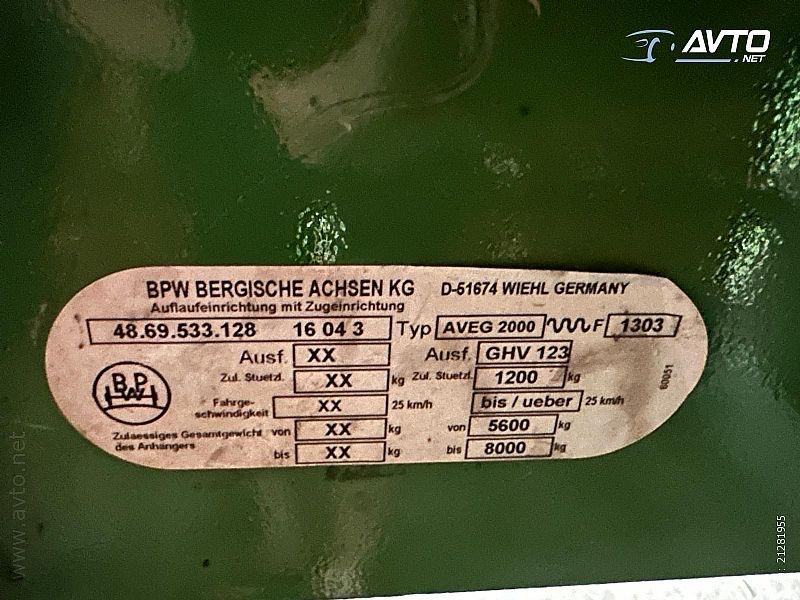 AVTO
.NET
BPW BERGISCHE ACHSEN KG D-51674 WIEHL GERMANY
Auflaufeinrichtung mit Zugeinrichtung
48.69.533.128 16 04 3 Typ AVEG 2000 F 1303
Ausf. XX Ausf. GHV 123
Zul. Stuetzl. XX kg Zul. Stuetzl. 1200 kg
Fahrge-
schwindigkeit XX 25 km/h bis / ueber 25 km/h
Zulaessiges Gesamtgewicht von XX kg von 5600 kg
des Anhangers bis XX kg bis 8000 kg
BPW
60051
www.avto.net
21281955